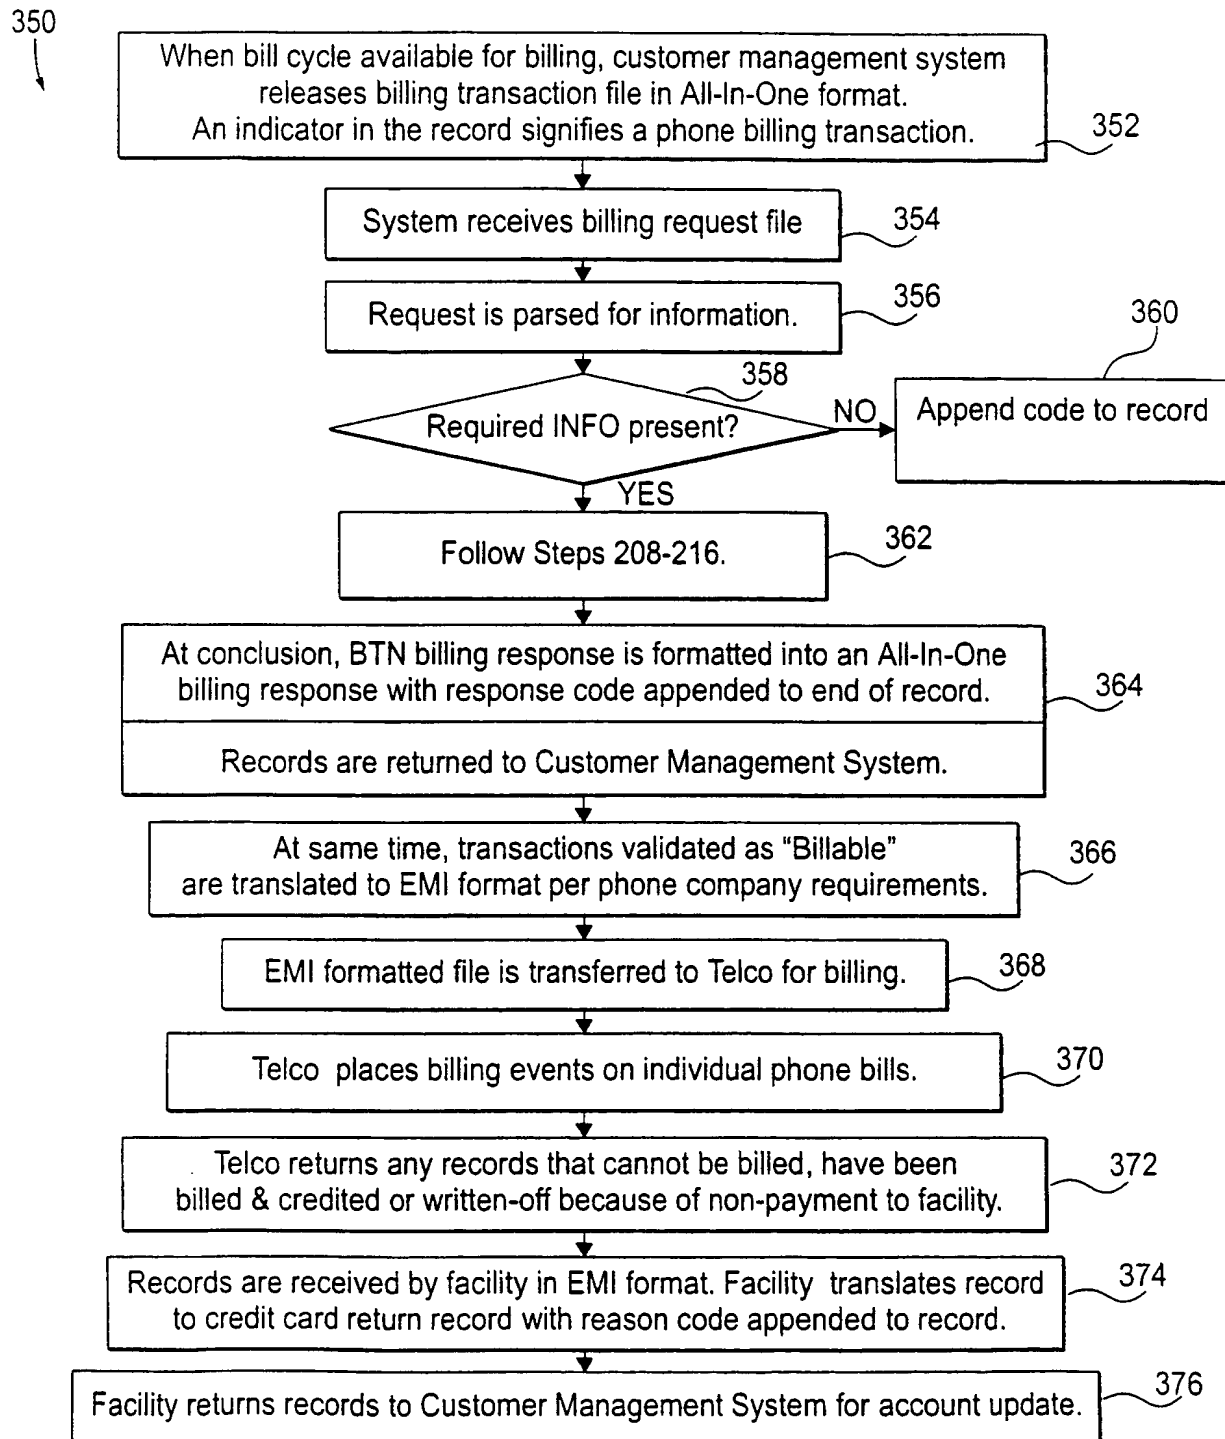 350
When bill cycle available for billing, customer management system
releases billing transaction file in All-In-One format.
An indicator in the record signifies a phone billing transaction.
352
System receives billing request file
354
Request is parsed for information.
356
358
360
Required INFO present?
NO
Append code to record
YES
Follow Steps 208-216.
362
At conclusion, BTN billing response is formatted into an All-In-One
billing response with response code appended to end of record.
364
Records are returned to Customer Management System.
At same time, transactions validated as “Billable”
are translated to EMI format per phone company requirements.
366
EMI formatted file is transferred to Telco for billing.
368
Telco places billing events on individual phone bills.
370
Telco returns any records that cannot be billed, have been
billed & credited or written-off because of non-payment to facility.
372
Records are received by facility in EMI format. Facility translates record
to credit card return record with reason code appended to record.
374
Facility returns records to Customer Management System for account update.
376